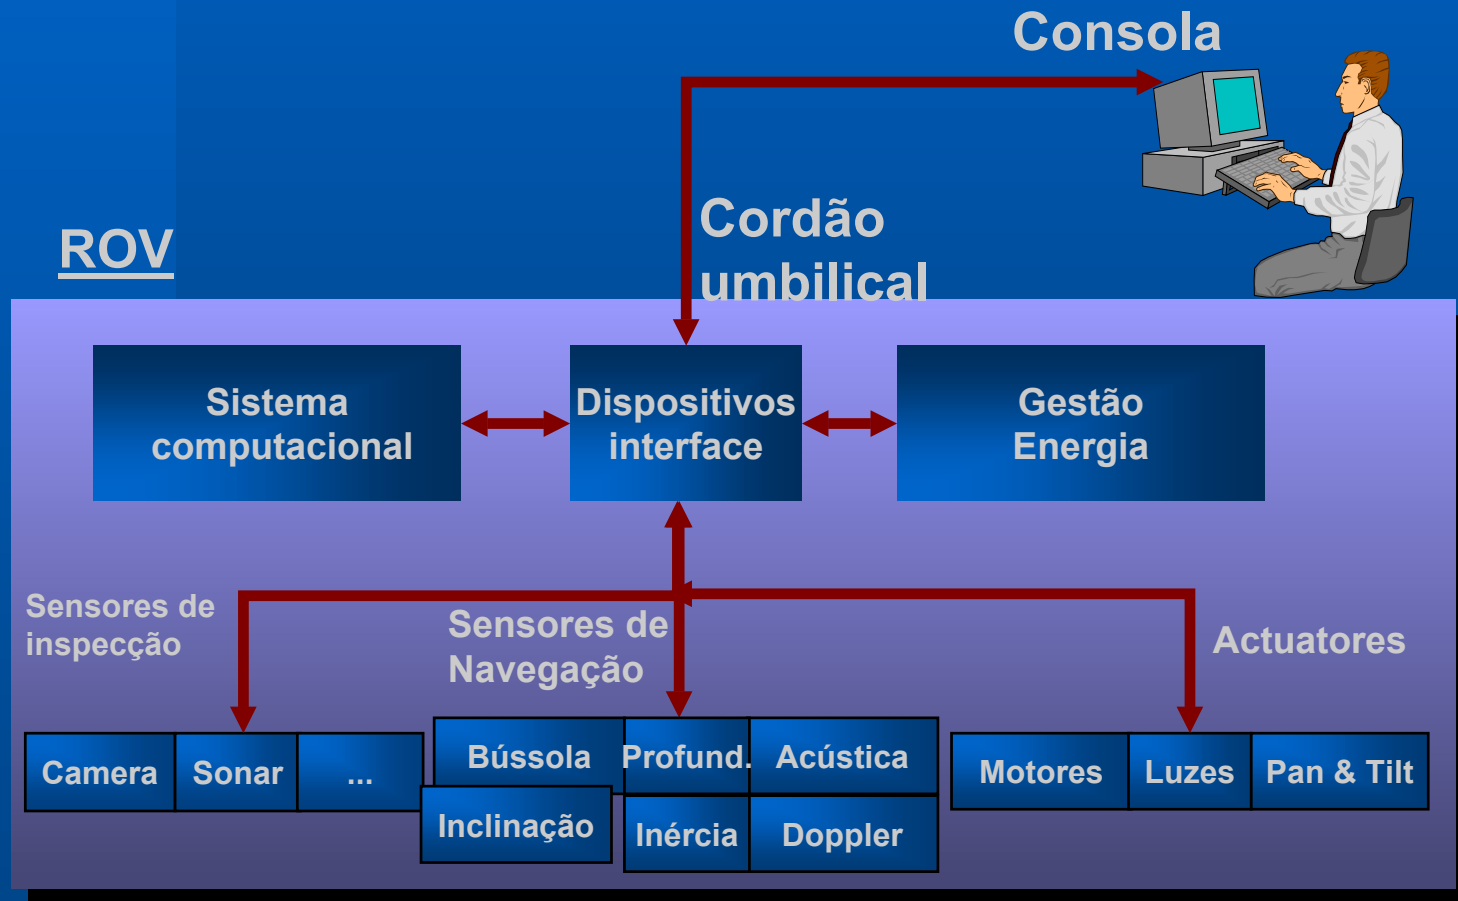 Consola
Cordão
umbilical
ROV
Sistema
computacional
Dispositivos
interface
Gestão
Energia
Sensores de
inspecção
Sensores de
Navegação
Actuatores
Camera
Sonar
...
Bússola
Profund.
Acústica
Inclinação
Inércia
Doppler
Motores
Luzes
Pan & Tilt